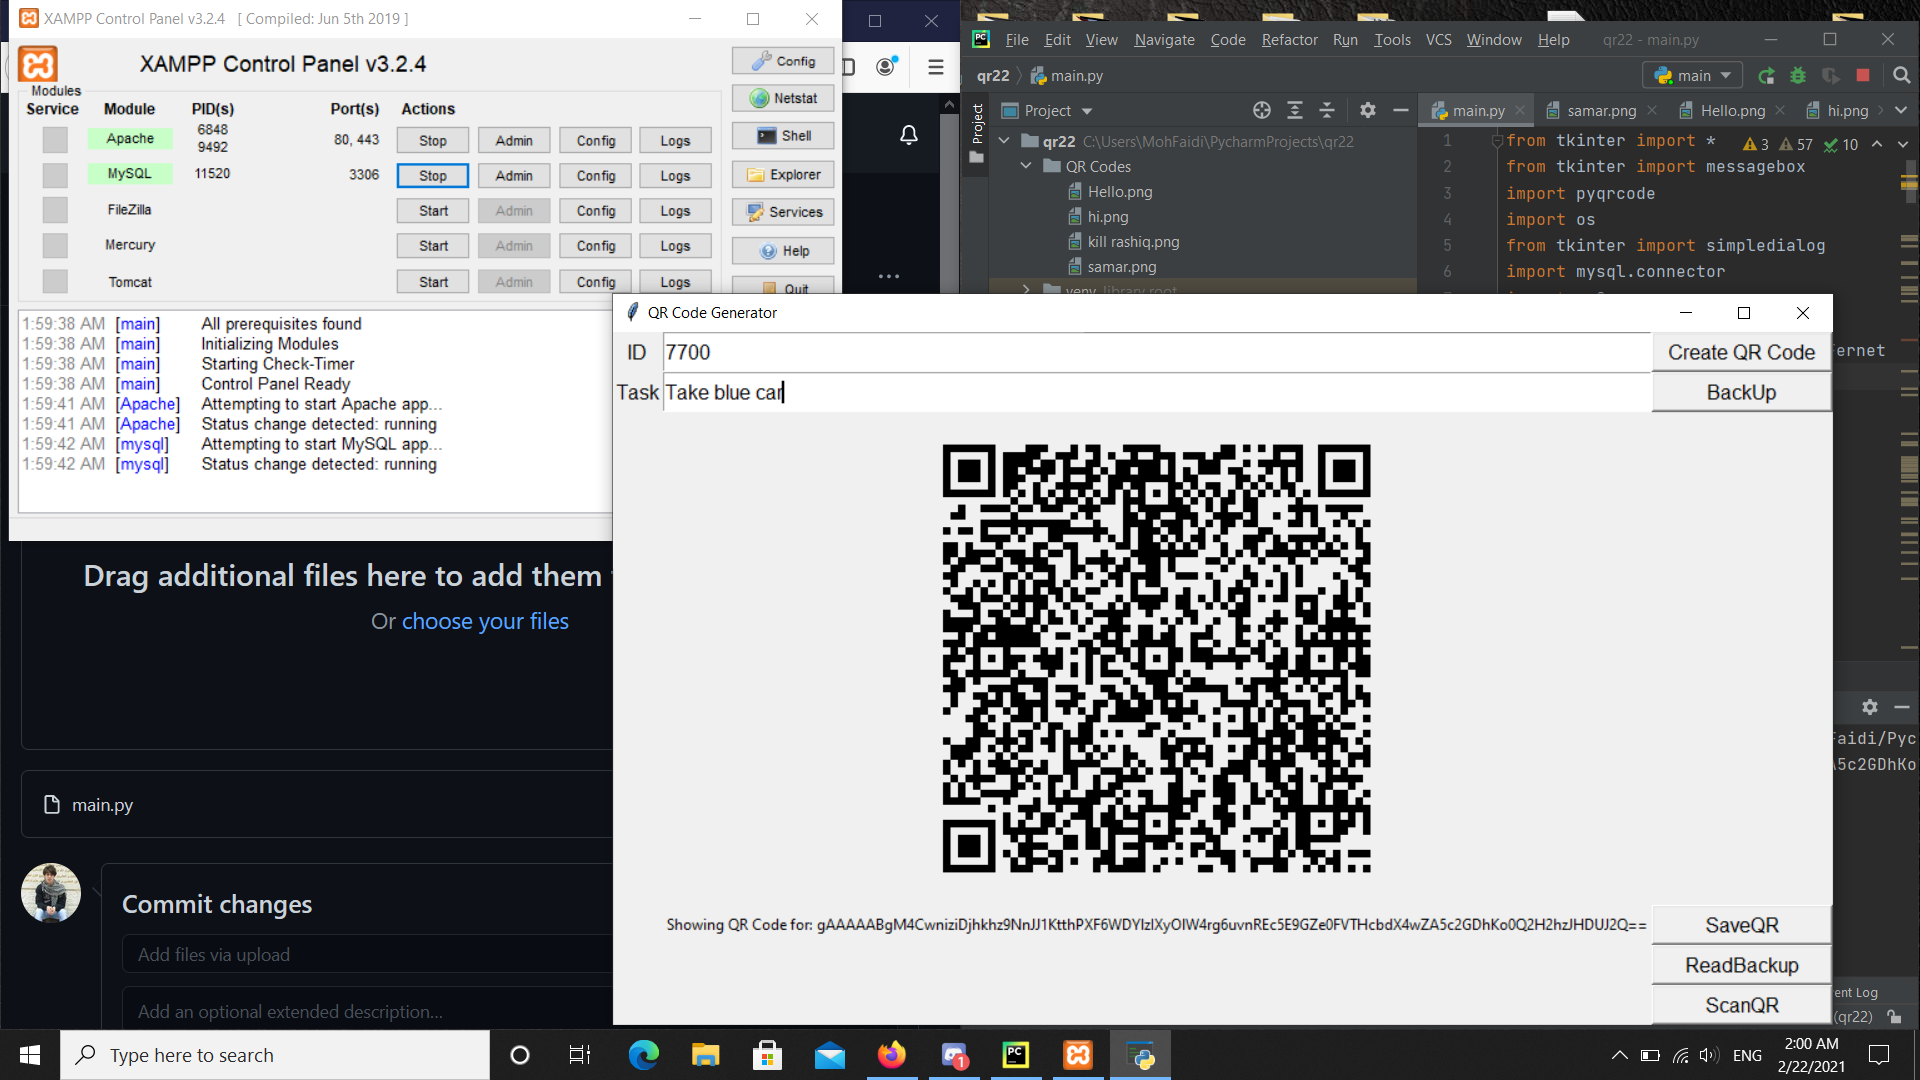 XAMPP Control Panel v3.2.4 [ Compiled: Jun 5th 2019 ]
XAMPP Control Panel v3.2.4
Modules
Service Module PID(s) Port(s) Actions
Apache 6848 9492 80, 443 Stop Admin Config Logs
MySQL 11520 3306 Stop Admin Config Logs
FileZilla Start Admin Config Logs
Mercury Start Admin Config Logs
Tomcat Start Admin Config Logs
Config
Netstat
Shell
Explorer
Services
Help
Quit
1:59:38 AM [main] All prerequisites found
1:59:38 AM [main] Initializing Modules
1:59:38 AM [main] Starting Check-Timer
1:59:38 AM [main] Control Panel Ready
1:59:41 AM [Apache] Attempting to start Apache app...
1:59:41 AM [Apache] Status change detected: running
1:59:42 AM [mysql] Attempting to start MySQL app...
1:59:42 AM [mysql] Status change detected: running
Drag additional files here to add them
Or choose your files
main.py
Commit changes
Add files via upload
Add an optional extended description...
PC File Edit View Navigate Code Refactor Run Tools VCS Window Help qr22 - main.py
qr22 main.py main
Project
Project
main.py samar.png Hello.png hi.png
qr22 C:\Users\MohFaidi\PycharmProjects\qr22
QR Codes
Hello.png
hi.png
kill rashiq.png
samar.png
venv library root
3 57 10
1 from tkinter import *
2 from tkinter import messagebox
3 import pyqrcode
4 import os
5 from tkinter import simpledialog
6 import mysql.connector
ernet
Faidi/Pyc
A5c2GDhKo
ent Log
(qr22)
QR Code Generator
ID 7700 Create QR Code
Task Take blue car BackUp
Showing QR Code for: gAAAAABgM4CwniziDjhkhz9NnJJ1KtthPXF6WDYIzlXyOIW4rg6uvnREc5E9GZe0FVTHcbdX4wZA5c2GDhKo0Q2H2hzJHDUJ2Q==
SaveQR
ReadBackup
ScanQR
Type here to search
1
PC
ENG
2:00 AM
2/22/2021